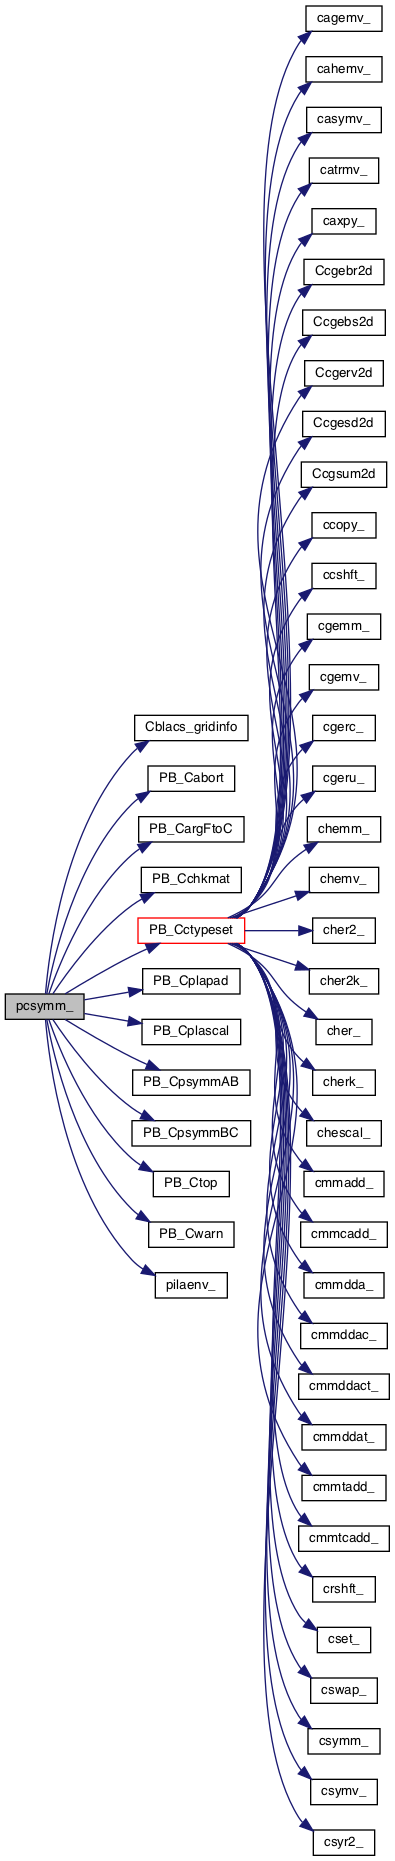 cagemv_
cahemv_
casymv_
catrmv_
caxpy_
Ccgebr2d
Ccgebs2d
Ccgerv2d
Ccgesd2d
Ccgsum2d
ccopy_
ccshft_
cgemm_
cgemv_
cgerc_
cgeru_
chemm_
chemv_
cher2_
cher2k_
cher_
cherk_
chescal_
cmmadd_
cmmcadd_
cmmdda_
cmmddac_
cmmddact_
cmmddat_
cmmtadd_
cmmtcadd_
crshft_
cset_
cswap_
csymm_
csymv_
csyr2_
Cblacs_gridinfo
PB_Cabort
PB_CargFtoC
PB_Cchkmat
PB_Cctypeset
PB_Cplapad
PB_Cplascal
PB_CpsymmAB
PB_CpsymmBC
PB_Ctop
PB_Cwarn
pilaenv_
pcsymm_